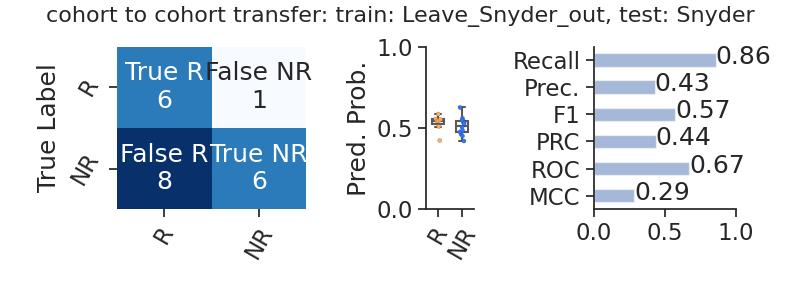 cohort to cohort transfer: train: Leave_Snyder_out, test: Snyder
True Label
R
NR
True R
6
False NR
1
False R
8
True NR
6
R
NR
Pred. Prob.
1.0
0.5
0.0
R
NR
Recall
0.86
Prec.
0.43
F1
0.57
PRC
0.44
ROC
0.67
MCC
0.29
0.0
0.5
1.0